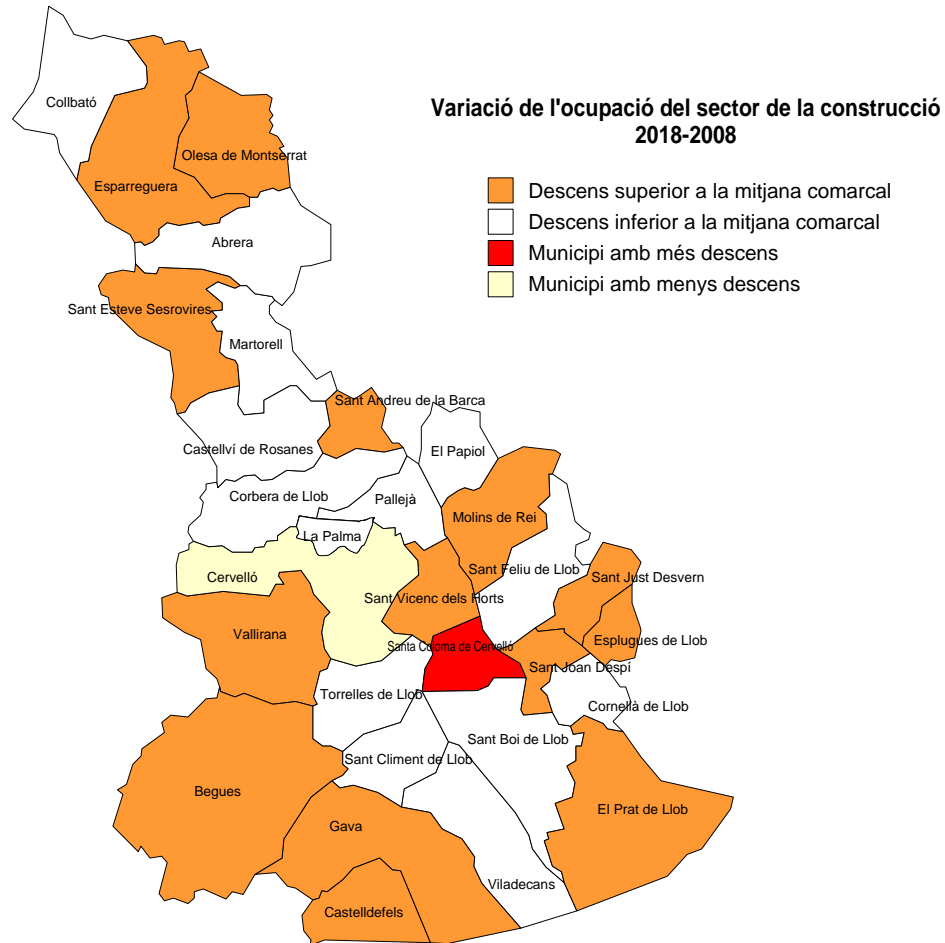 Variació de l'ocupació del sector de la construcció
2018-2008
Descens superior a la mitjana comarcal
Descens inferior a la mitjana comarcal
Municipi amb més descens
Municipi amb menys descens
Collbató
Olesa de Montserrat
Esparreguera
Abrera
Sant Esteve Sesrovires
Martorell
Sant Andreu de la Barca
Castellví de Rosanes
El Papiol
Corbera de Llob
Pallejà
Molins de Rei
La Palma
Cervelló
Sant Feliu de Llob
Sant Just Desvern
Sant Vicenc dels Horts
Vallirana
Esplugues de Llob
Santa Coloma de Cervelló
Sant Joan Despí
Torrelles de Llob
Cornellà de Llob
Sant Boi de Llob
Sant Climent de Llob
Begues
El Prat de Llob
Gava
Viladecans
Castelldefels